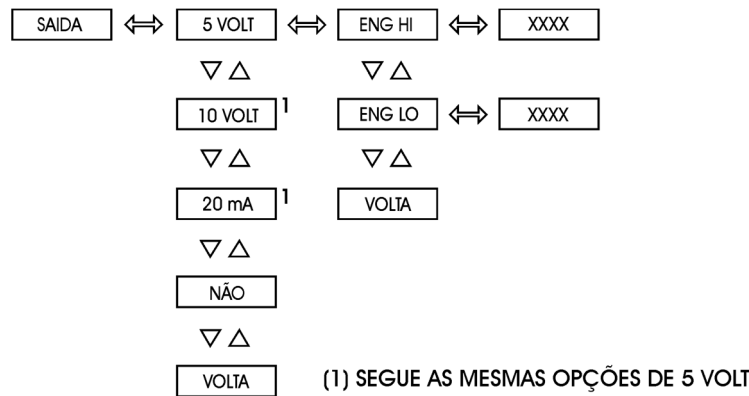 SAIDA 5 VOLT ENG HI XXXX
10 VOLT 1 ENG LO XXXX
20 mA 1 VOLTA
NÃO
VOLTA (1) SEGUE AS MESMAS OPÇÕES DE 5 VOLT